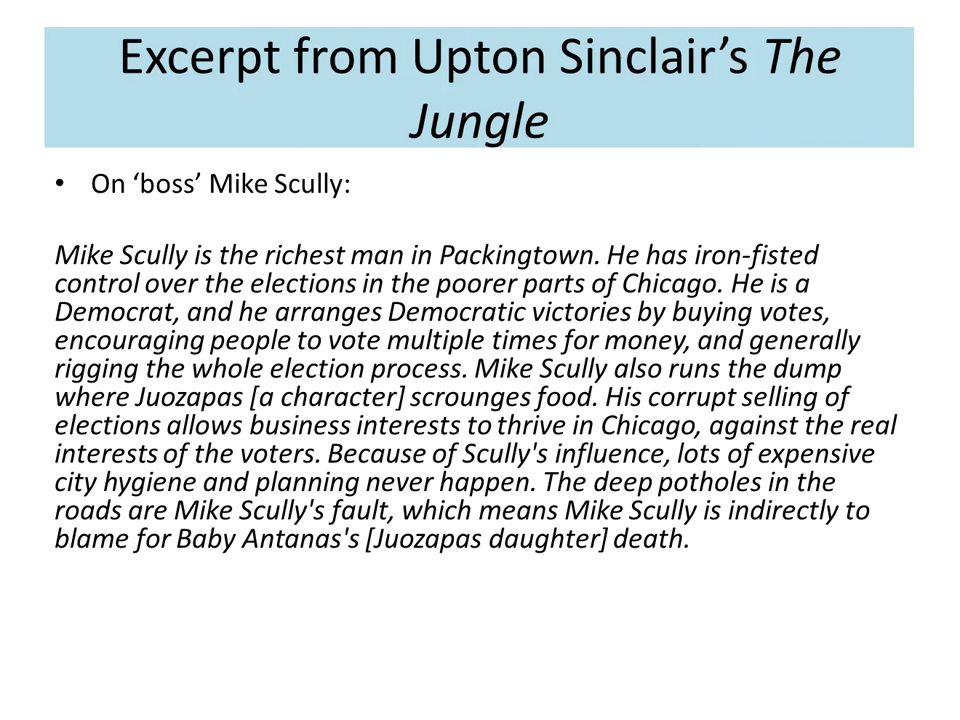 Excerpt from Upton Sinclair’s The
Jungle
• On ‘boss’ Mike Scully:
Mike Scully is the richest man in Packingtown. He has iron-fisted
control over the elections in the poorer parts of Chicago. He is a
Democrat, and he arranges Democratic victories by buying votes,
encouraging people to vote multiple times for money, and generally
rigging the whole election process. Mike Scully also runs the dump
where Juozapas [a character] scrounges food. His corrupt selling of
elections allows business interests to thrive in Chicago, against the real
interests of the voters. Because of Scully's influence, lots of expensive
city hygiene and planning never happen. The deep potholes in the
roads are Mike Scully's fault, which means Mike Scully is indirectly to
blame for Baby Antanas's [Juozapas daughter] death.